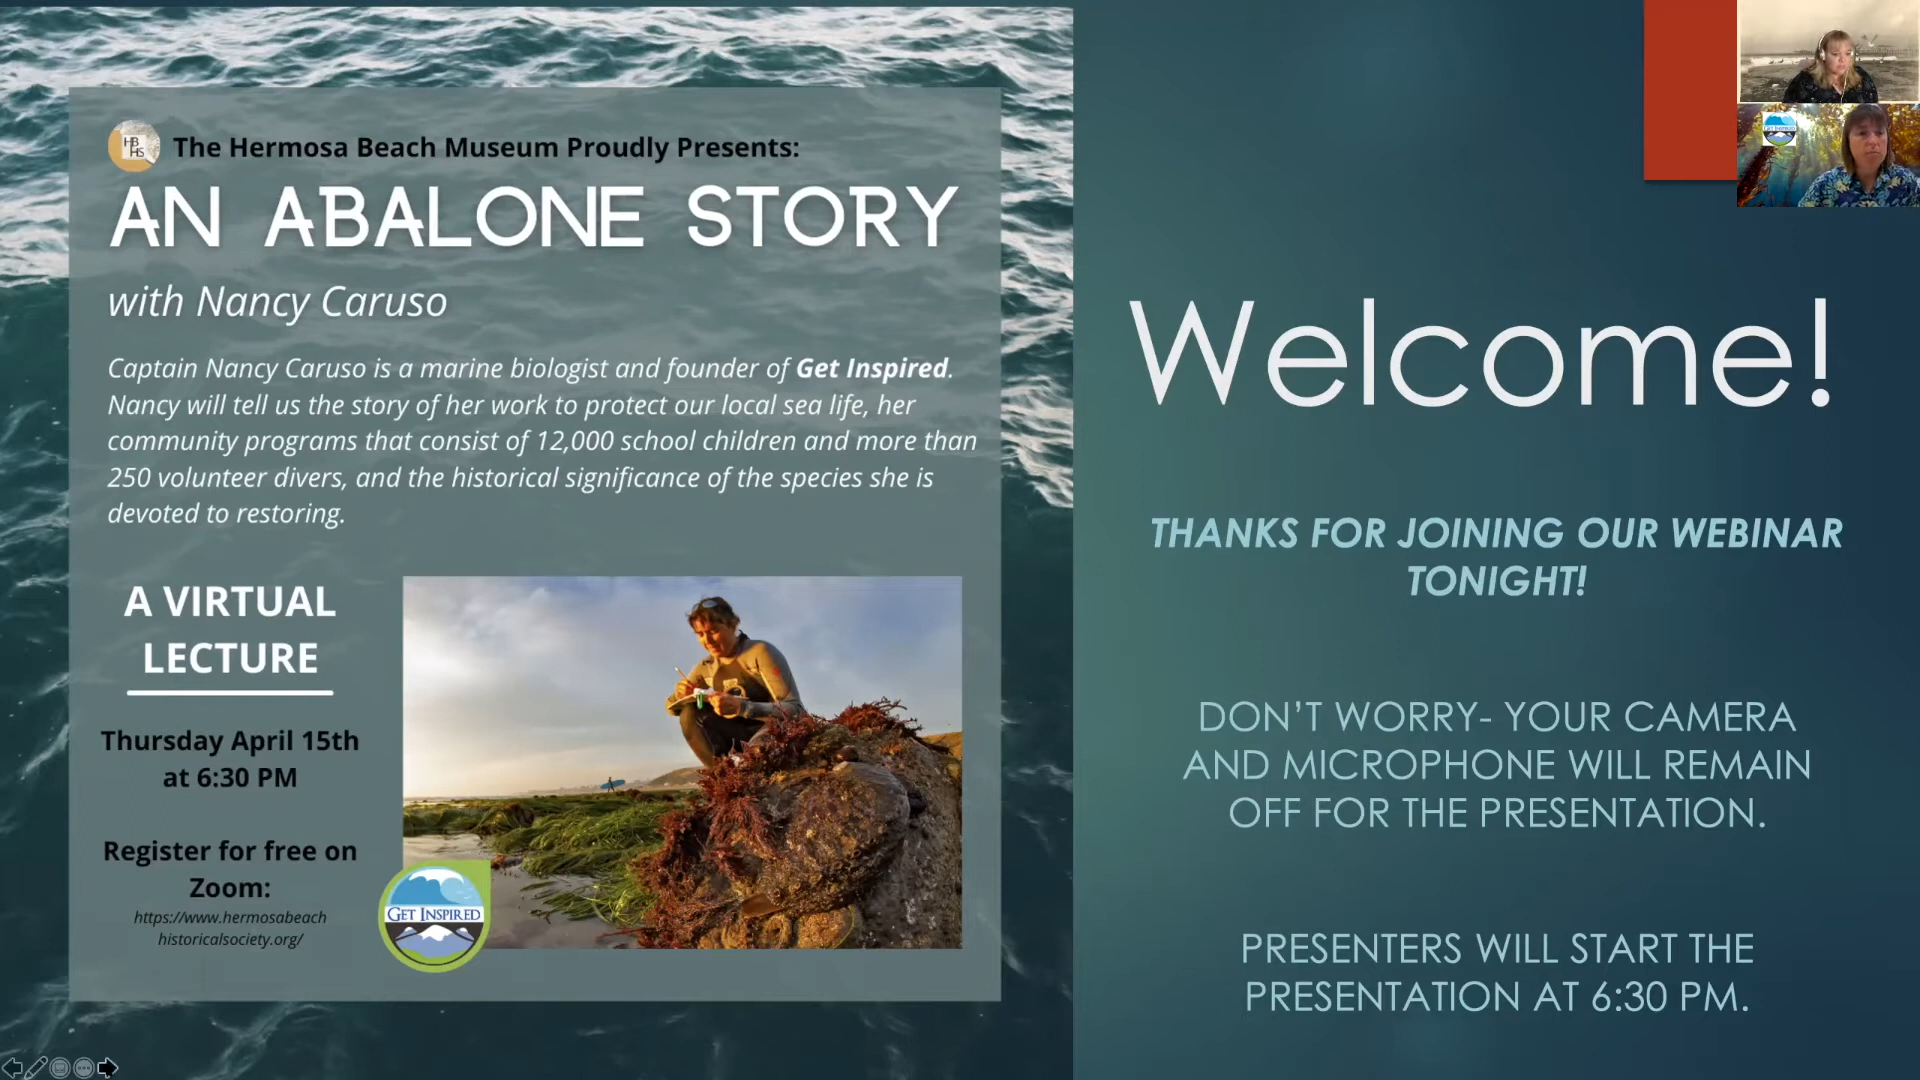 HB
HS
The Hermosa Beach Museum Proudly Presents:
AN ABALONE STORY
with Nancy Caruso
Captain Nancy Caruso is a marine biologist and founder of Get Inspired.
Nancy will tell us the story of her work to protect our local sea life, her
community programs that consist of 12,000 school children and more than
250 volunteer divers, and the historical significance of the species she is
devoted to restoring.
A VIRTUAL
LECTURE
Thursday April 15th
at 6:30 PM
Register for free on
Zoom:
https://www.hermosabeach
historicalsociety.org/
GET INSPIRED
Welcome!
THANKS FOR JOINING OUR WEBINAR
TONIGHT!
DON’T WORRY- YOUR CAMERA
AND MICROPHONE WILL REMAIN
OFF FOR THE PRESENTATION.
PRESENTERS WILL START THE
PRESENTATION AT 6:30 PM.
GET INSPIRED